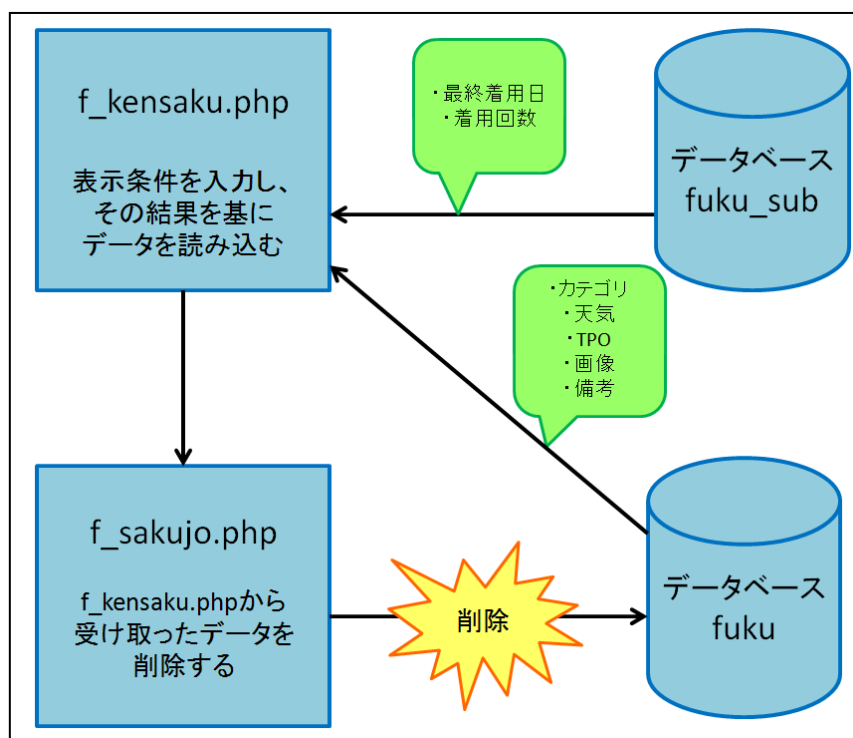 f_kensaku.php
表示条件を入力し、
その結果を基に
データを読み込む
・最終着用日
・着用回数
データベース
fuku_sub
・カテゴリ
・天気
・TPO
・画像
・備考
f_sakujo.php
f_kensaku.phpから
受け取ったデータを
削除する
削除
データベース
fuku